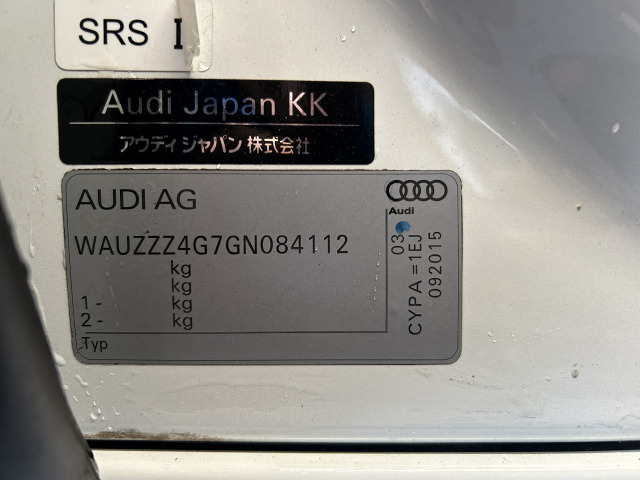 SRS I
Audi Japan KK
アウディ ジャパン 株式会社
AUDI AG
Audi
WAUZZZ4G7GN084112
kg
kg
1 - kg
2 - kg
Typ
03
CYPA =1EJ
092015